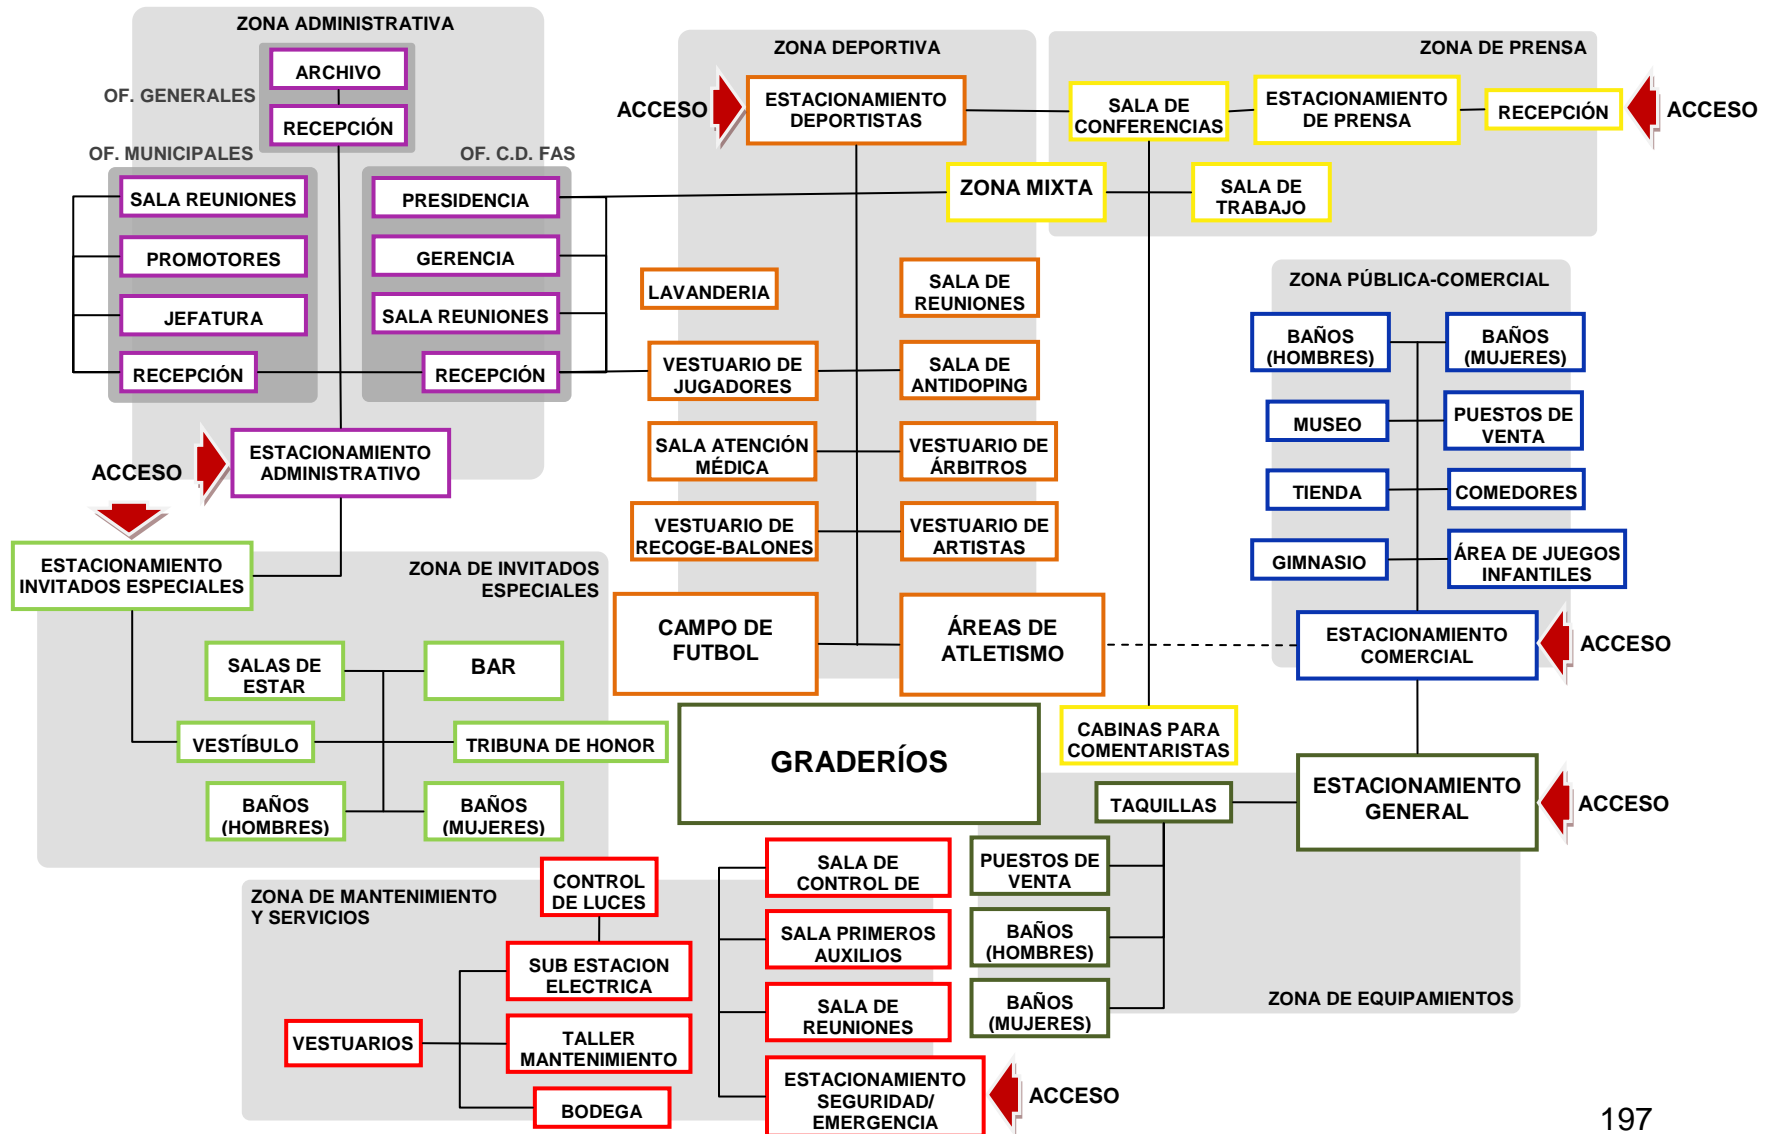 ZONA ADMINISTRATIVA
ARCHIVO
OF. GENERALES
RECEPCIÓN
OF. MUNICIPALES
OF. C.D. FAS
SALA REUNIONES
PROMOTORES
JEFATURA
RECEPCIÓN
PRESIDENCIA
GERENCIA
SALA REUNIONES
RECEPCIÓN
ACCESO
ESTACIONAMIENTO
ADMINISTRATIVO
ZONA DEPORTIVA
ACCESO
ESTACIONAMIENTO
DEPORTISTAS
LAVANDERIA
SALA DE
REUNIONES
VESTUARIO DE
JUGADORES
SALA DE
ANTIDOPING
SALA ATENCIÓN
MÉDICA
VESTUARIO DE
ÁRBITROS
VESTUARIO DE
RECOGE-BALONES
VESTUARIO DE
ARTISTAS
CAMPO DE
FUTBOL
ÁREAS DE
ATLETISMO
ZONA DE PRENSA
SALA DE
CONFERENCIAS
ESTACIONAMIENTO
DE PRENSA
RECEPCIÓN
ACCESO
ZONA MIXTA
SALA DE
TRABAJO
CABINAS PARA
COMENTARISTAS
ZONA PÚBLICA-COMERCIAL
BAÑOS
(HOMBRES)
BAÑOS
(MUJERES)
MUSEO
PUESTOS DE
VENTA
TIENDA
COMEDORES
GIMNASIO
ÁREA DE JUEGOS
INFANTILES
ESTACIONAMIENTO
COMERCIAL
ACCESO
ESTACIONAMIENTO
INVITADOS ESPECIALES
ZONA DE INVITADOS
ESPECIALES
SALAS DE
ESTAR
BAR
VESTÍBULO
TRIBUNA DE HONOR
BAÑOS
(HOMBRES)
BAÑOS
(MUJERES)
GRADERÍOS
ESTACIONAMIENTO
GENERAL
ACCESO
TAQUILLAS
PUESTOS DE
VENTA
BAÑOS
(HOMBRES)
BAÑOS
(MUJERES)
ZONA DE EQUIPAMIENTOS
ZONA DE MANTENIMIENTO
Y SERVICIOS
CONTROL
DE LUCES
SUB ESTACION
ELECTRICA
VESTUARIOS
TALLER
MANTENIMIENTO
BODEGA
SALA DE
CONTROL DE
SALA PRIMEROS
AUXILIOS
SALA DE
REUNIONES
ESTACIONAMIENTO
SEGURIDAD/
EMERGENCIA
ACCESO
197